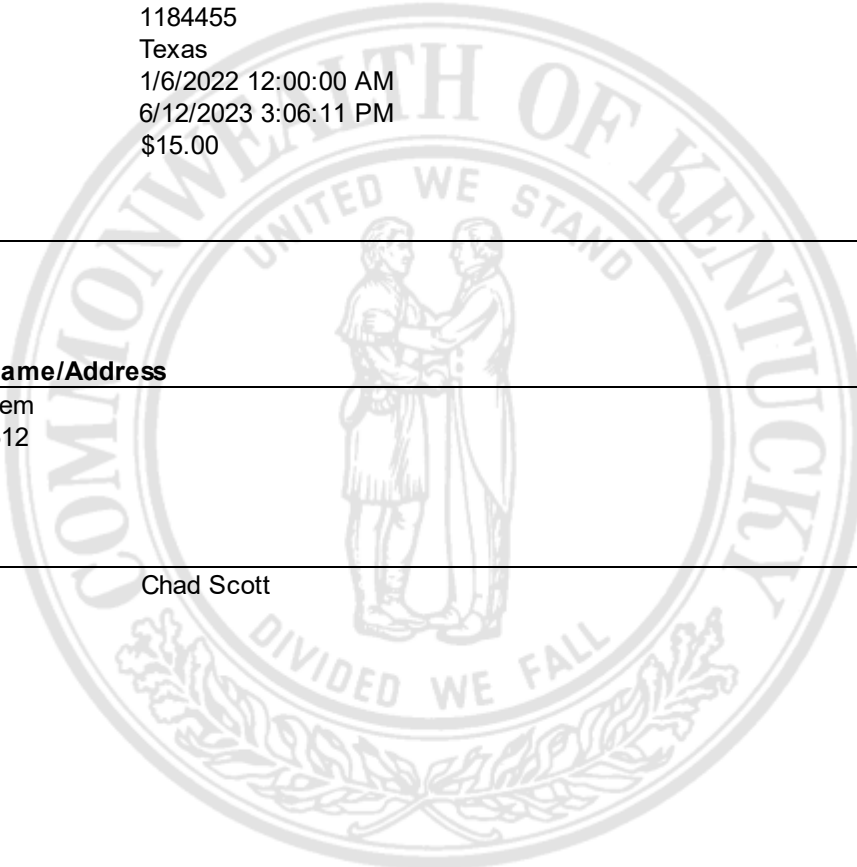 1184455
Texas
1/6/2022 12:00:00 AM
6/12/2023 3:06:11 PM
$15.00
COMMONWEALTH OF KENTUCKY
UNITED WE STAND
ame/Address
em
12
Chad Scott
DIVIDED WE FALL